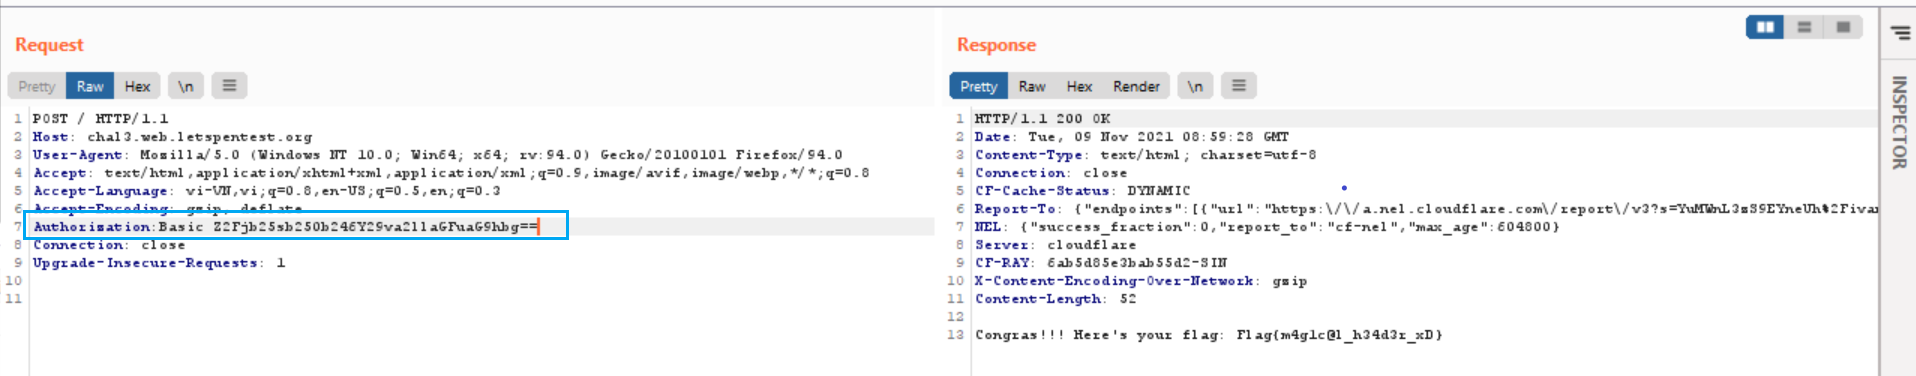 Request
Pretty Raw Hex \n
1 POST / HTTP/1.1
2 Host: chal3.web.letspentest.org
3 User-Agent: Mozilla/5.0 (Windows NT 10.0; Win64; x64; rv:94.0) Gecko/20100101 Firefox/94.0
4 Accept: text/html,application/xhtml+xml,application/xml;q=0.9,image/avif,image/webp,*/*;q=0.8
5 Accept-Language: vi-VN,vi;q=0.8,en-US;q=0.5,en;q=0.3
6 Accept-Encoding: gzip, deflate
7 Authorization:Basic Z2Fjb25sb250b246Y29va2llaGFuaG9hbg==
8 Connection: close
9 Upgrade-Insecure-Requests: 1
10
11
Response
Pretty Raw Hex Render \n
1 HTTP/1.1 200 OK
2 Date: Tue, 09 Nov 2021 08:59:28 GMT
3 Content-Type: text/html; charset=utf-8
4 Connection: close
5 CF-Cache-Status: DYNAMIC
6 Report-To: {"endpoints":[{"url":"https:\/\/a.nel.cloudflare.com\/report\/v3?s=YuMWnL3sS9EYneUh%2Fivar
7 NEL: {"success_fraction":0,"report_to":"cf-nel","max_age":604800}
8 Server: cloudflare
9 CF-RAY: 6ab5d85e3bab55d2-SIN
10 X-Content-Encoding-Over-Network: gzip
11 Content-Length: 52
12
13 Congras!!! Here's your flag: Flag{m4g1c@l_h34d3r_xD}
INSPECTOR